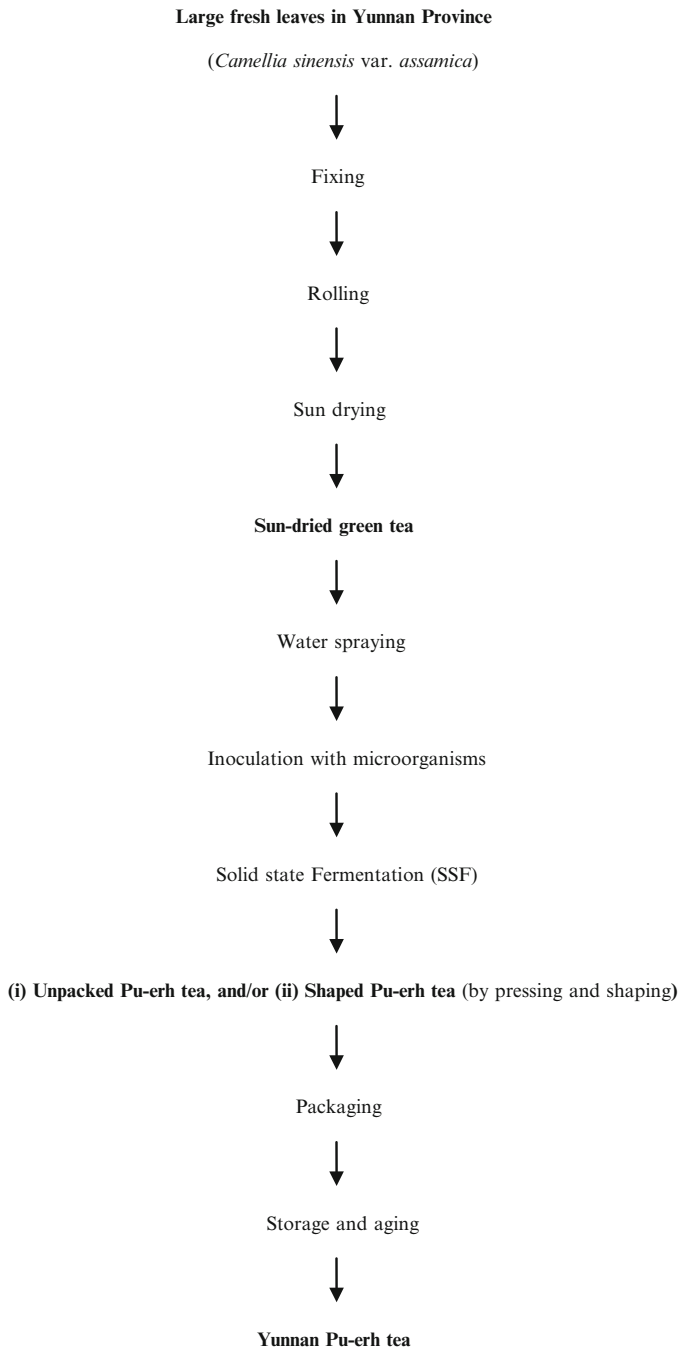 Large fresh leaves in Yunnan Province
(Camellia sinensis var. assamica)
Fixing
Rolling
Sun drying
Sun-dried green tea
Water spraying
Inoculation with microorganisms
Solid state Fermentation (SSF)
(i) Unpacked Pu-erh tea, and/or (ii) Shaped Pu-erh tea (by pressing and shaping)
Packaging
Storage and aging
Yunnan Pu-erh tea